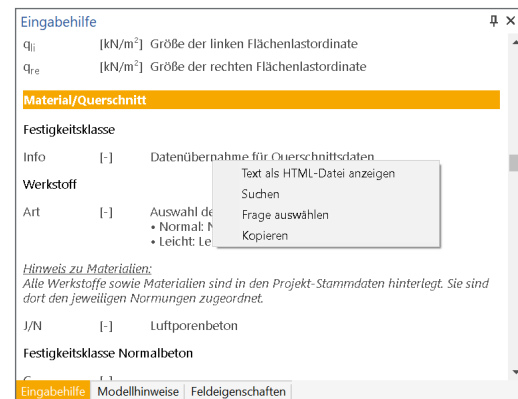 Eingabehilfe
q_li [kN/m²] Größe der linken Flächenlastordinate
q_re [kN/m²] Größe der rechten Flächenlastordinate
Material/Querschnitt
Festigkeitsklasse
Info [-] Datenübernahme für Querschnittsdaten
Text als HTML-Datei anzeigen
Suchen
Frage auswählen
Kopieren
Werkstoff
Art [-] Auswahl
• Normal:
• Leicht:
Hinweis zu Materialien:
Alle Werkstoffe sowie Materialien sind in den Projekt-Stammdaten hinterlegt. Sie sind
dort den jeweiligen Normungen zugeordnet.
J/N [-] Luftporenbeton
Festigkeitsklasse Normalbeton
Eingabehilfe Modellhinweise Feldeigenschaften